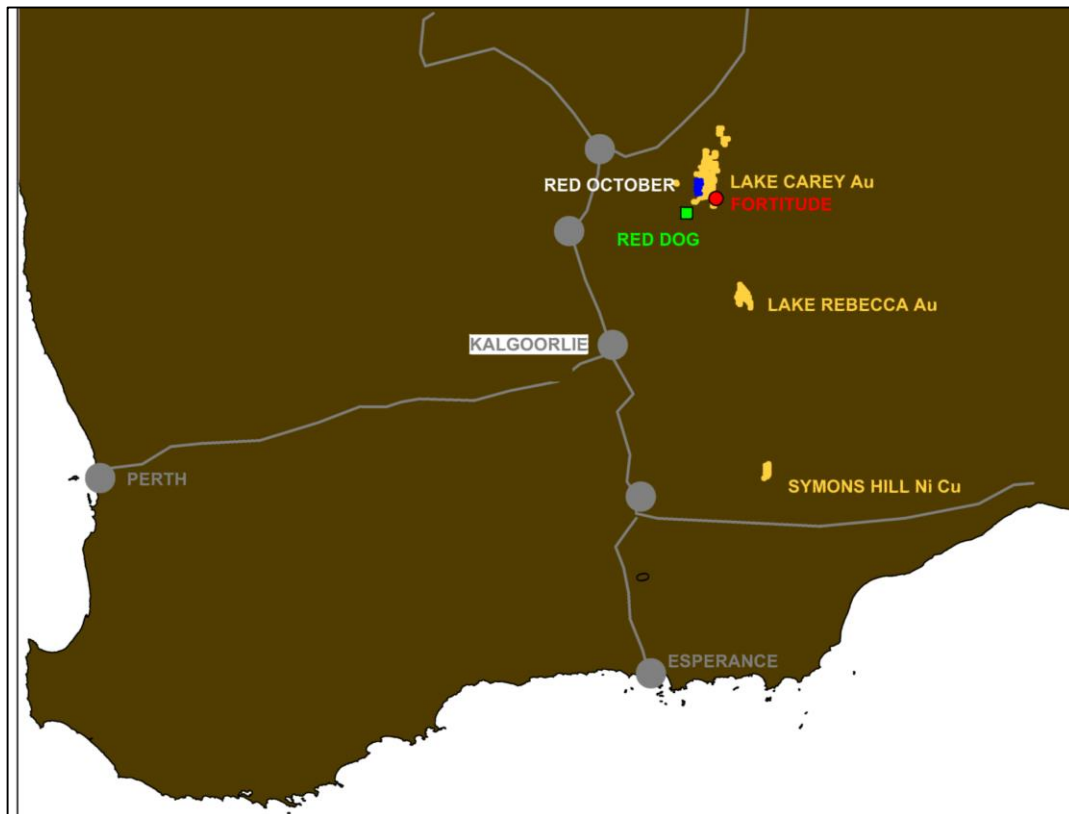 RED OCTOBER
LAKE CAREY Au
FORTITUDE
RED DOG
LAKE REBECCA Au
KALGOORLIE
PERTH
SYMONS HILL Ni Cu
ESPERANCE